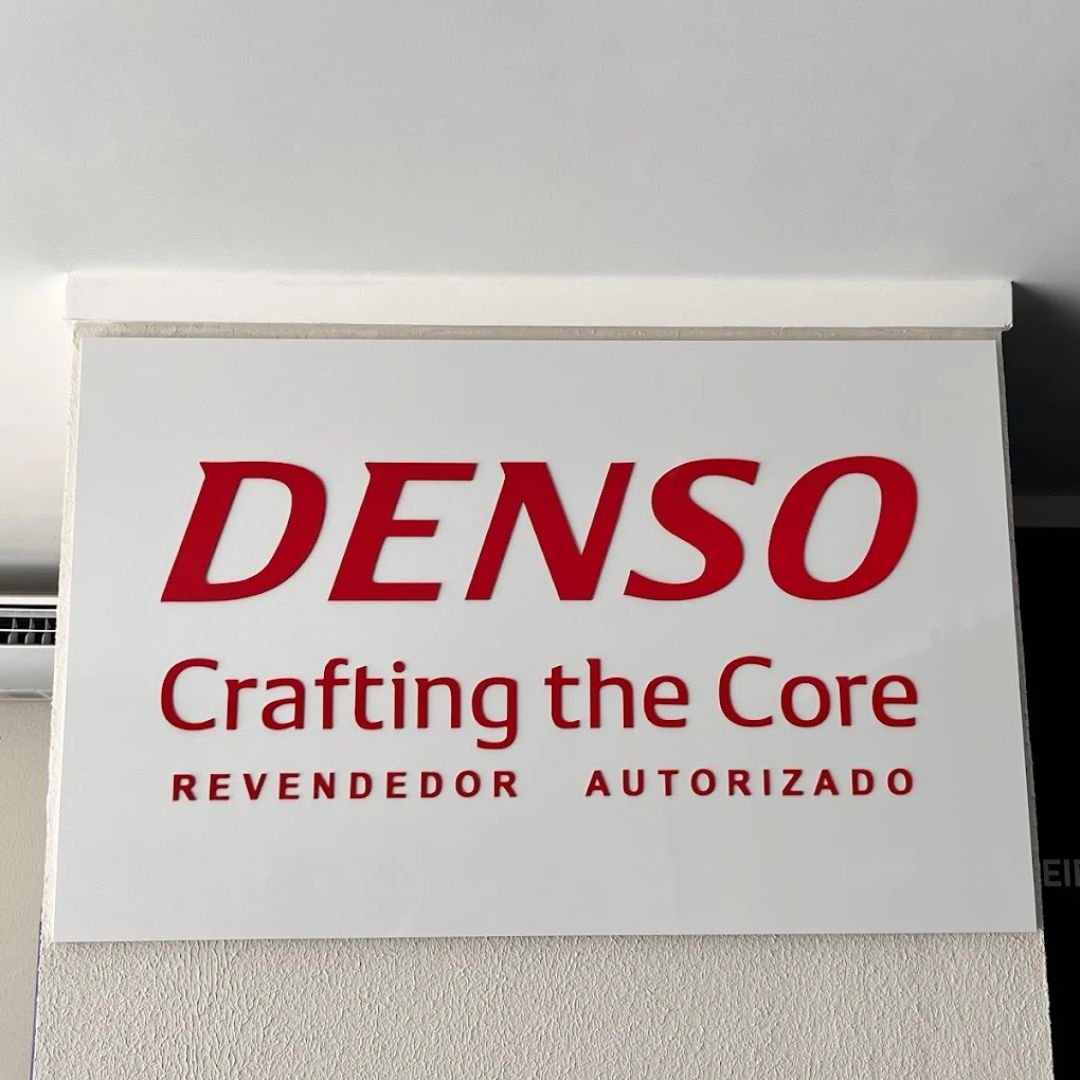 DENSO
Crafting the Core
REVENDEDOR AUTORIZADO